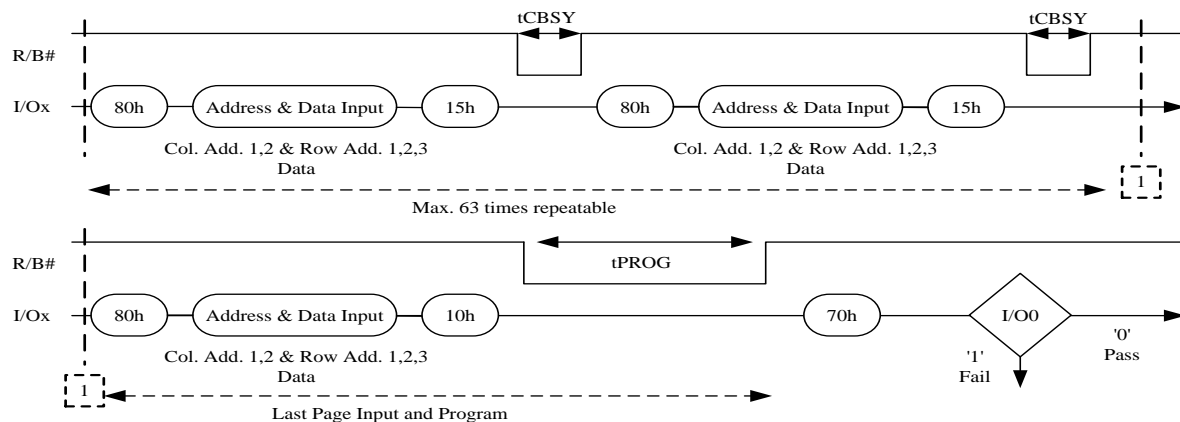 tCBSY tCBSY
R/B#
I/Ox 80h Address & Data Input 15h 80h Address & Data Input 15h
Col. Add. 1,2 & Row Add. 1,2,3 Col. Add. 1,2 & Row Add. 1,2,3
Data Data
Max. 63 times repeatable 1
R/B# tPROG
I/Ox 80h Address & Data Input 10h 70h I/O0
'0'
Pass
'1'
Fail
Col. Add. 1,2 & Row Add. 1,2,3
Data
1
Last Page Input and Program